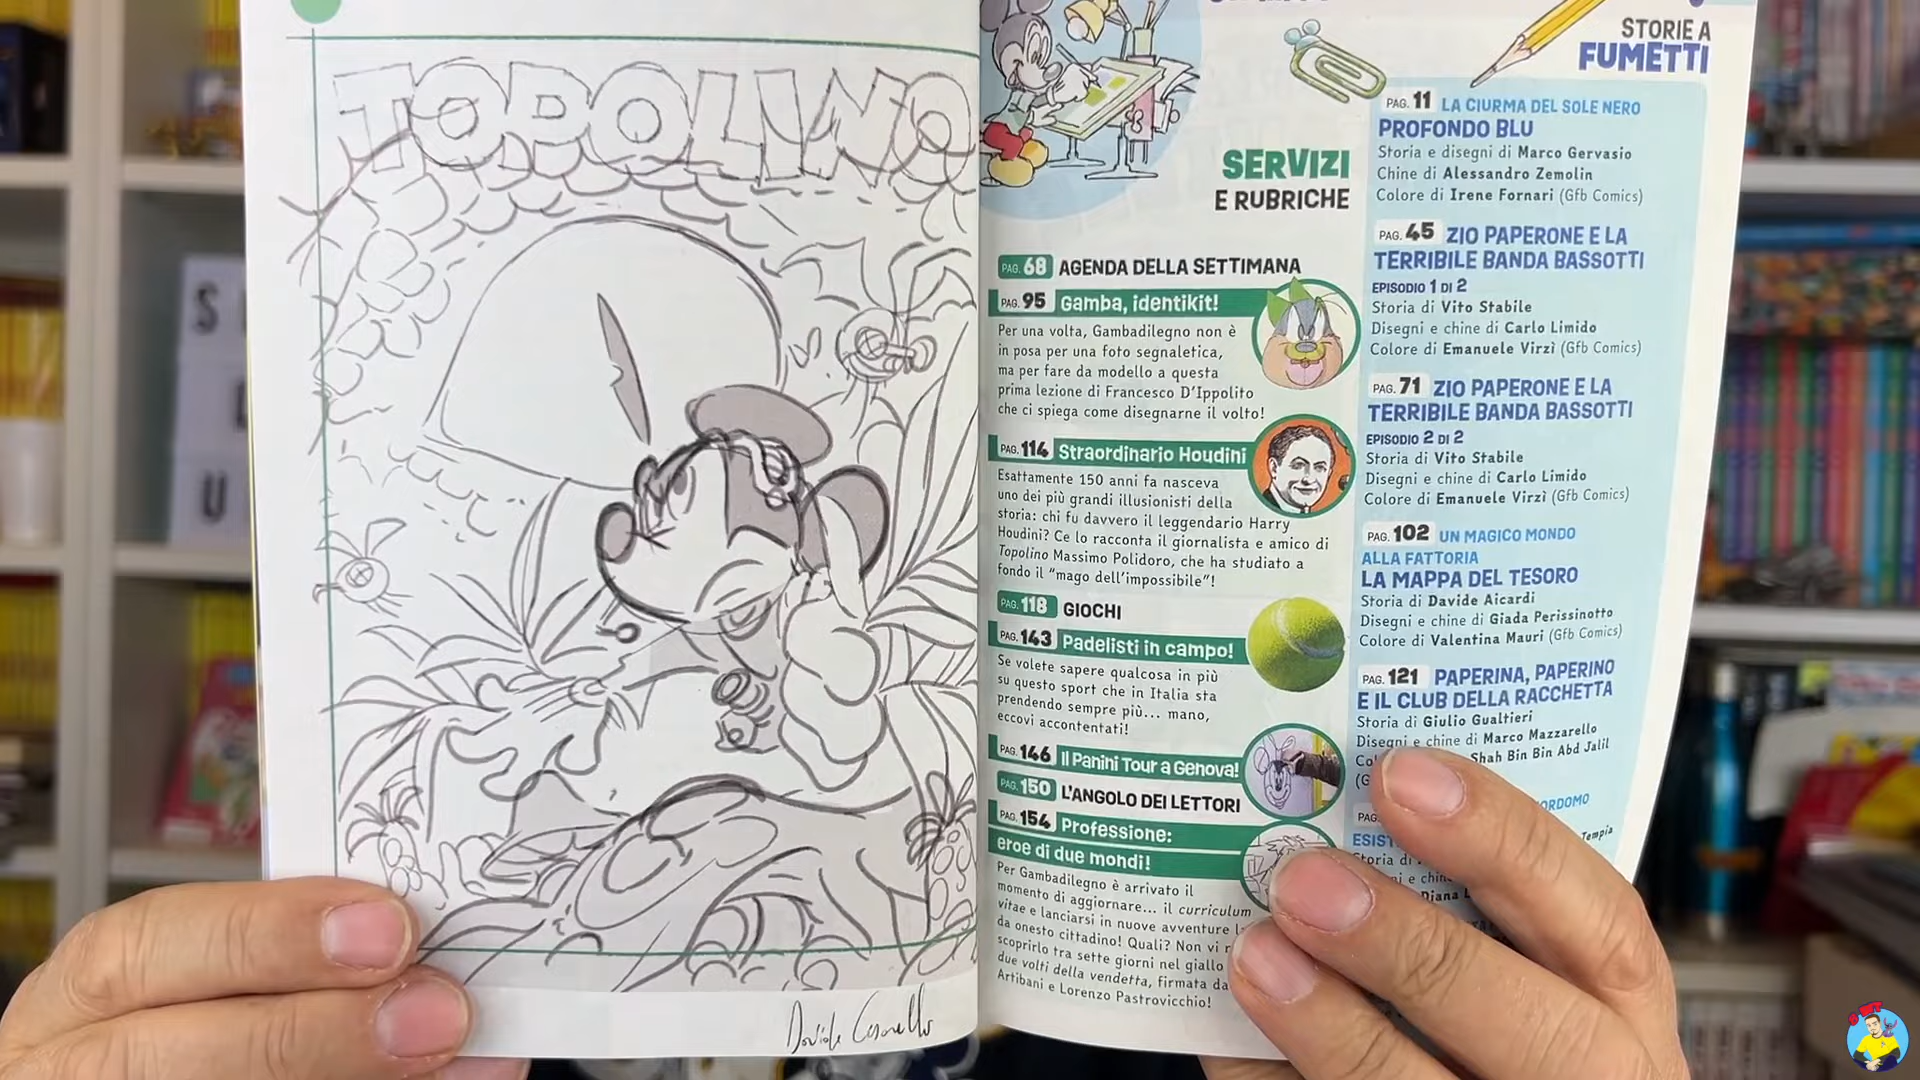 TOPOLINO
Davide Cesarello
SERVIZI
E RUBRICHE
PAG. 68 AGENDA DELLA SETTIMANA
PAG. 95 Gamba, identikit!
Per una volta, Gambadilegno non è
in posa per una foto segnaletica,
ma per fare da modello a questa
prima lezione di Francesco D'Ippolito
che ci spiega come disegnarne il volto!
PAG. 114 Straordinario Houdini
Esattamente 150 anni fa nasceva
uno dei più grandi illusionisti della
storia: chi fu davvero il leggendario Harry
Houdini? Ce lo racconta il giornalista e amico di
Topolino Massimo Polidoro, che ha studiato a
fondo il "mago dell'impossibile"!
PAG. 118 GIOCHI
PAG. 143 Padelisti in campo!
Se volete sapere qualcosa in più
su questo sport che in Italia sta
prendendo sempre più... mano,
eccovi accontentati!
PAG. 146 Il Panini Tour a Genova!
PAG. 150 L'ANGOLO DEI LETTORI
PAG. 154 Professione:
eroe di due mondi!
Per Gambadilegno è arrivato il
momento di aggiornare... il curriculum
vitae e lanciarsi in nuove avventure
da onesto cittadino! Quali? Non vi
scoprirlo tra sette giorni nel giallo
due volti della vendetta, firmata da
Artibani e Lorenzo Pastrovicchio!
STORIE A
FUMETTI
PAG. 11 LA CIURMA DEL SOLE NERO
PROFONDO BLU
Storia e disegni di Marco Gervasio
Chine di Alessandro Zemolin
Colore di Irene Fornari (Gfb Comics)
PAG. 45 ZIO PAPERONE E LA
TERRIBILE BANDA BASSOTTI
EPISODIO 1 DI 2
Storia di Vito Stabile
Disegni e chine di Carlo Limido
Colore di Emanuele Virzì (Gfb Comics)
PAG. 71 ZIO PAPERONE E LA
TERRIBILE BANDA BASSOTTI
EPISODIO 2 DI 2
Storia di Vito Stabile
Disegni e chine di Carlo Limido
Colore di Emanuele Virzì (Gfb Comics)
PAG. 102 UN MAGICO MONDO
ALLA FATTORIA
LA MAPPA DEL TESORO
Storia di Davide Aicardi
Disegni di Giada Perissinotto
Colore di Valentina Mauri (Gfb Comics)
PAG. 121 PAPERINA, PAPERINO
E IL CLUB DELLA RACCHETTA
Storia di Giulio Gualtieri
Disegni e chine di Marco Mazzarello
Shah Bin Bin Abd Jalil
PAG.
Storia di
Tempia